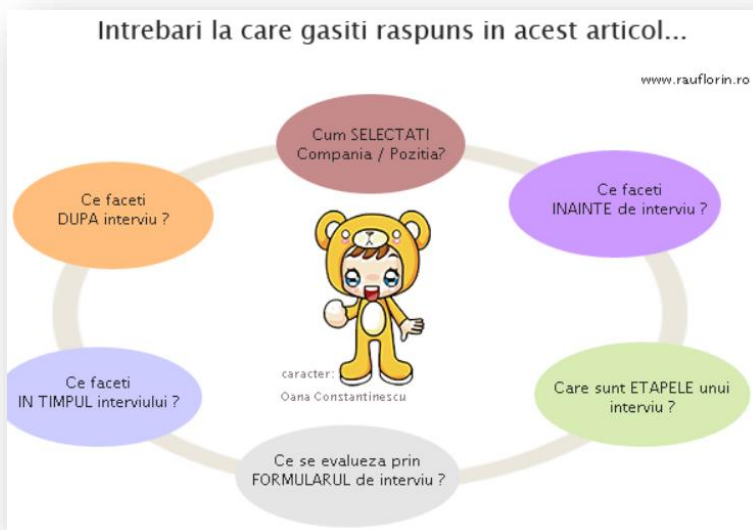 Intrebari la care gasiti raspuns in acest articol...
www.rauflorin.ro
Cum SELECTATI
Compania / Pozitia?
Ce faceti
INAINTE de interviu ?
Care sunt ETAPELE unui
interviu ?
Ce se evalueza prin
FORMULARUL de interviu ?
Ce faceti
IN TIMPUL interviului ?
Ce faceti
DUPA interviu ?
caracter:
Oana Constantinescu